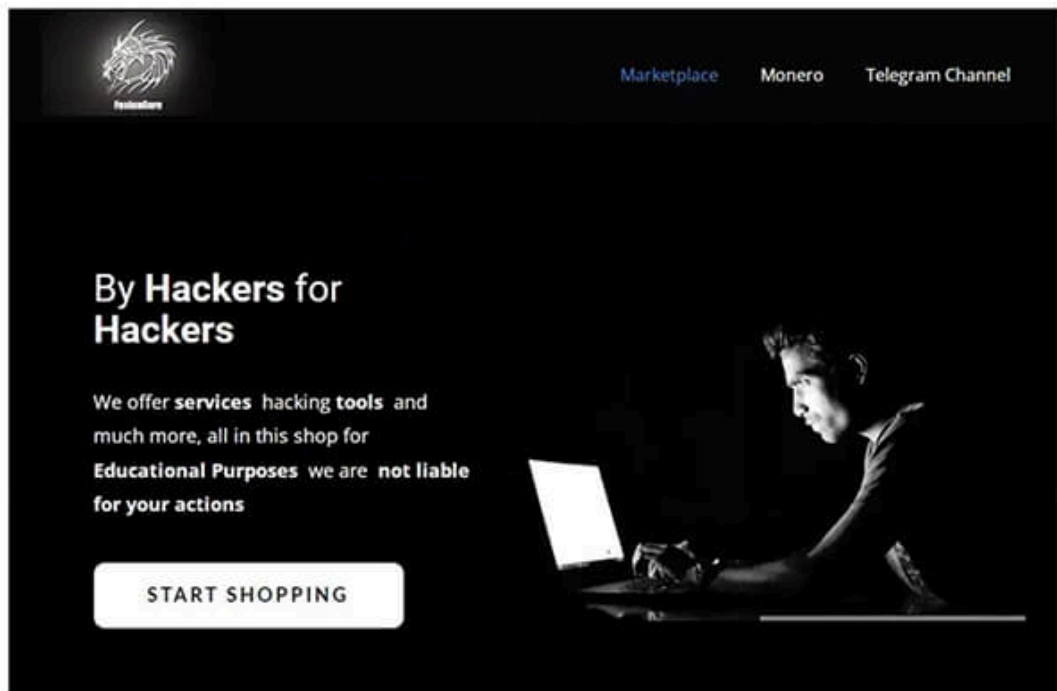 FusionCore
Marketplace
Monero
Telegram Channel
By Hackers for
Hackers
We offer services hacking tools and
much more, all in this shop for
Educational Purposes we are not liable
for your actions
START SHOPPING